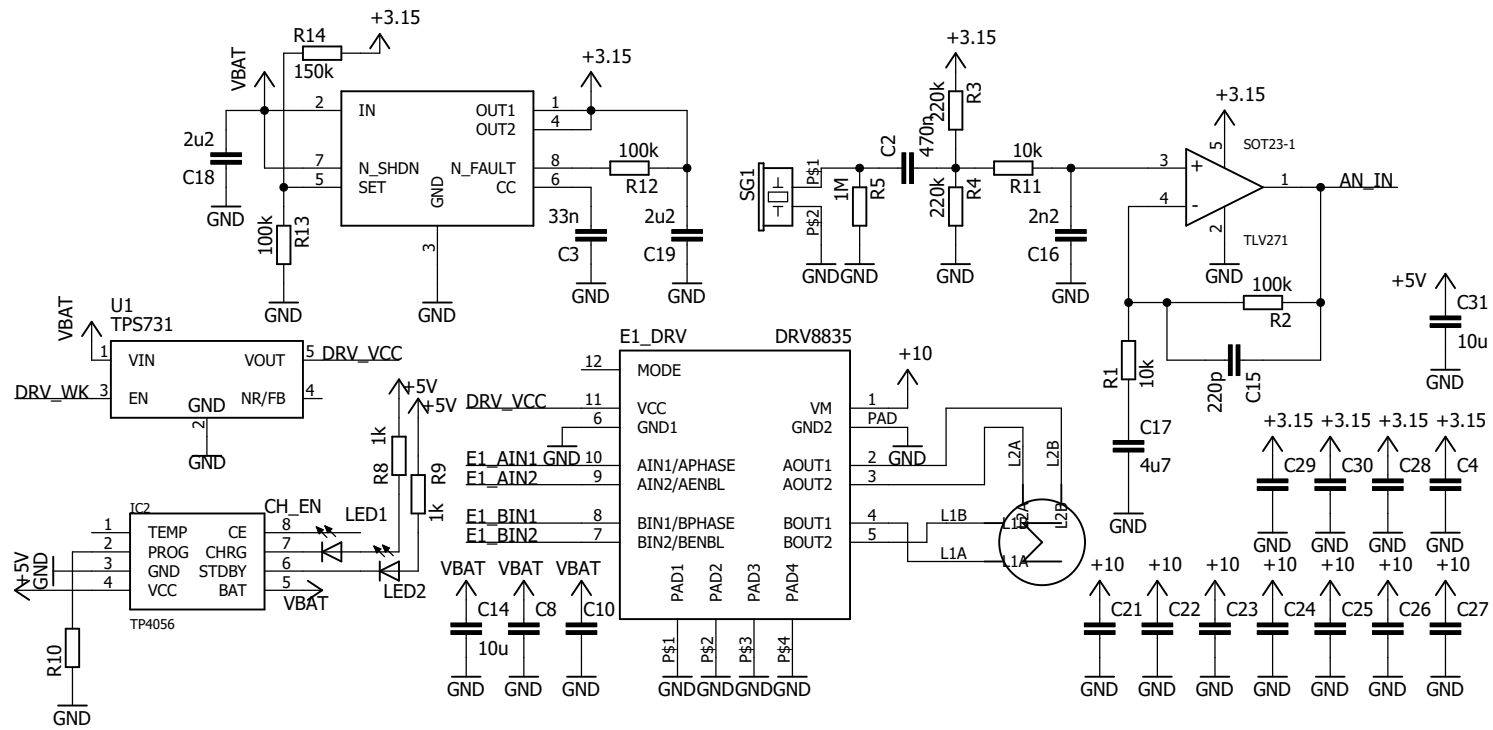 R14
150k
+3.15
VBAT
+3.15
2 IN OUT1 1
OUT2 4
2u2
C18
7 N_SHDN N_FAULT 8
5 SET CC 6
GND
3
100k
R12
GND
100k
R13
33n
C3
2u2
C19
GND
GND
GND
GND
+3.15
220k
R3
C2
470n
SG1
P$1
P$2
1M
R5
220k
R4
10k
R11
2n2
C16
GND
GND
GND
GND
+3.15
5
SOT23-1
3 + 1 AN_IN
4 -
2
TLV271
GND
100k
R2
220p
C15
R1
10k
C17
4u7
GND
+5V
C31
10u
GND
VBAT
U1
TPS731
1 VIN VOUT 5 DRV_VCC
DRV_WK 3 EN NR/FB 4
GND
2
GND
+5V
+5V
1k
R8
R9
1k
IC2
CH_EN
LED1
1 TEMP CE 8
2 PROG CHRG 7
3 GND STDBY 6
4 VCC BAT 5
LED2
VBAT
+5V
GND
TP4056
R10
GND
E1_DRV DRV8835
12 MODE
+10
DRV_VCC 11 VCC VM 1
6 GND1 GND2 PAD
GND
GND
E1_AIN1 10 AIN1/APHASE AOUT1 2
E1_AIN2 9 AIN2/AENBL AOUT2 3
E1_BIN1 8 BIN1/BPHASE BOUT1 4
E1_BIN2 7 BIN2/BENBL BOUT2 5
PAD1 PAD2 PAD3 PAD4
P$1 P$2 P$3 P$4
GND GND GND GND
L2A
L2B
L2A
L2B
L1B
L1B
L1A
L1A
VBAT VBAT VBAT
C14 C8 C10
10u
GND GND GND
+3.15 +3.15 +3.15 +3.15
C29 C30 C28 C4
GND GND GND GND
+10 +10 +10 +10 +10 +10 +10
C21 C22 C23 C24 C25 C26 C27
GND GND GND GND GND GND GND